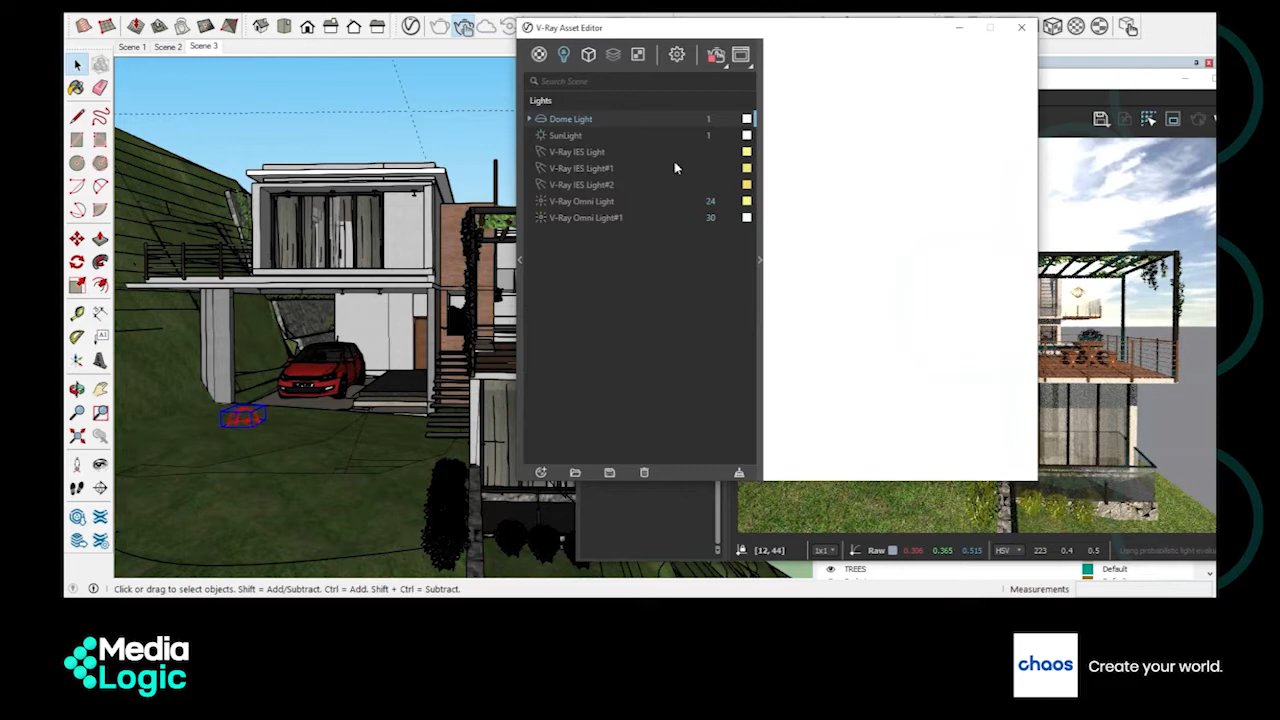 Scene 1 Scene 2 Scene 3
V-Ray Asset Editor
Search Scene
Lights
Dome Light 1
SunLight 1
V-Ray IES Light
V-Ray IES Light#1
V-Ray IES Light#2
V-Ray Omni Light 24
V-Ray Omni Light#1 30
[12, 44] 1x1 Raw 0.306 0.365 0.515 HSV 223 0.4 0.5 Using probabilistic light evalua
TREES Default
Click or drag to select objects. Shift = Add/Subtract. Ctrl = Add. Shift + Ctrl = Subtract. Measurements
Media
Logic
chaos Create your world.